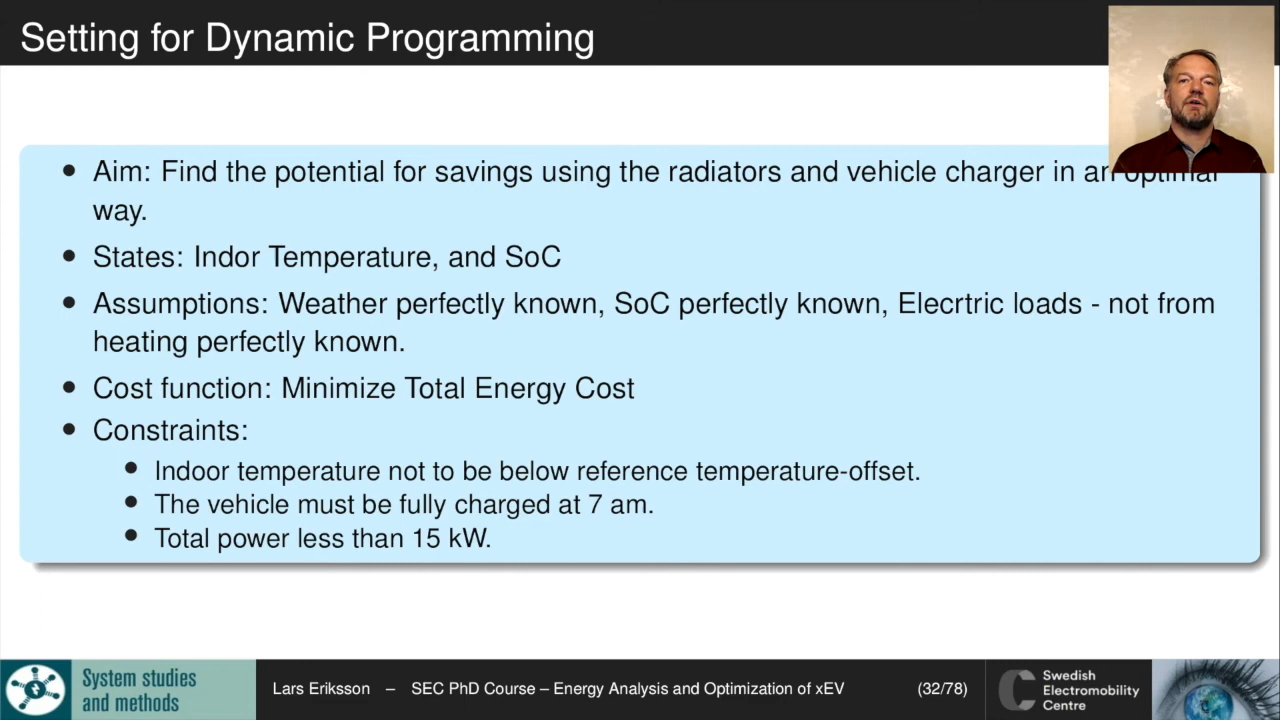 Setting for Dynamic Programming
• Aim: Find the potential for savings using the radiators and vehicle charger in an optimal
way.
• States: Indor Temperature, and SoC
• Assumptions: Weather perfectly known, SoC perfectly known, Elecrtric loads - not from
heating perfectly known.
• Cost function: Minimize Total Energy Cost
• Constraints:
• Indoor temperature not to be below reference temperature-offset.
• The vehicle must be fully charged at 7 am.
• Total power less than 15 kW.
System studies
and methods
Lars Eriksson – SEC PhD Course – Energy Analysis and Optimization of xEV
(32/78)
Swedish
Electromobility
Centre